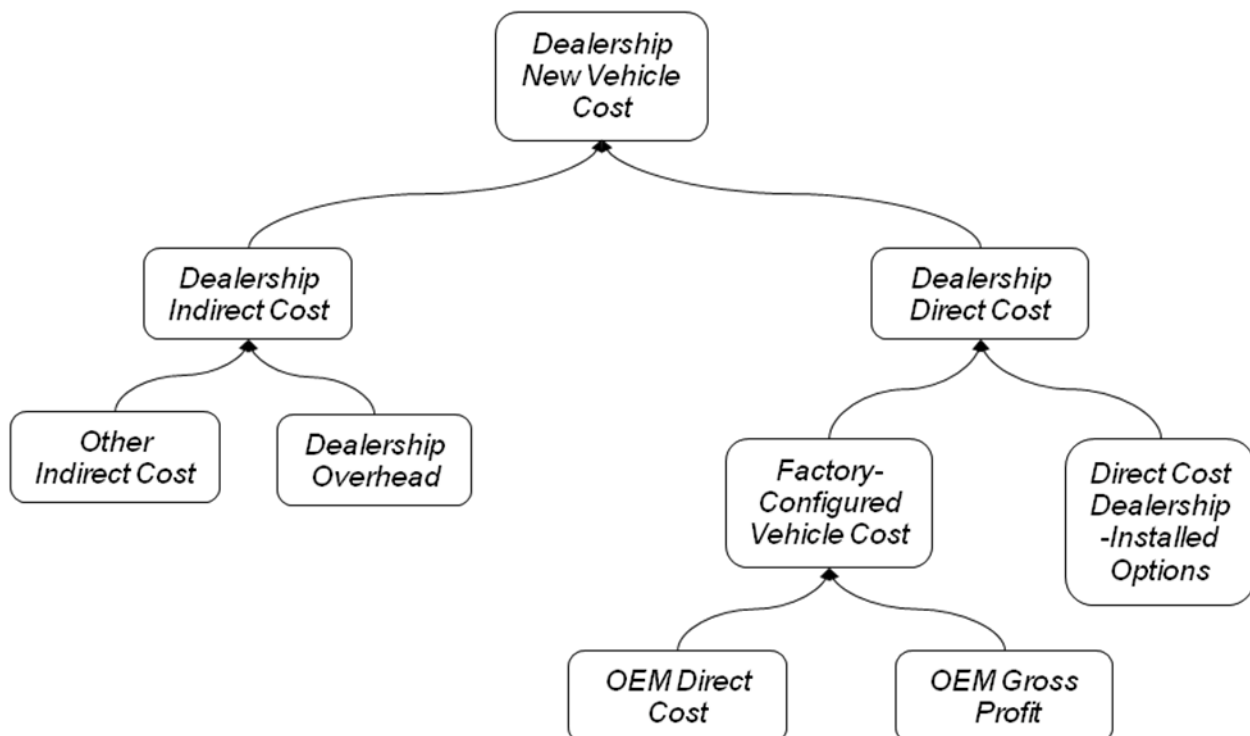 Dealership
New Vehicle
Cost
Dealership
Indirect Cost
Dealership
Direct Cost
Other
Indirect Cost
Dealership
Overhead
Factory-
Configured
Vehicle Cost
Direct Cost
Dealership
-Installed
Options
OEM Direct
Cost
OEM Gross
Profit